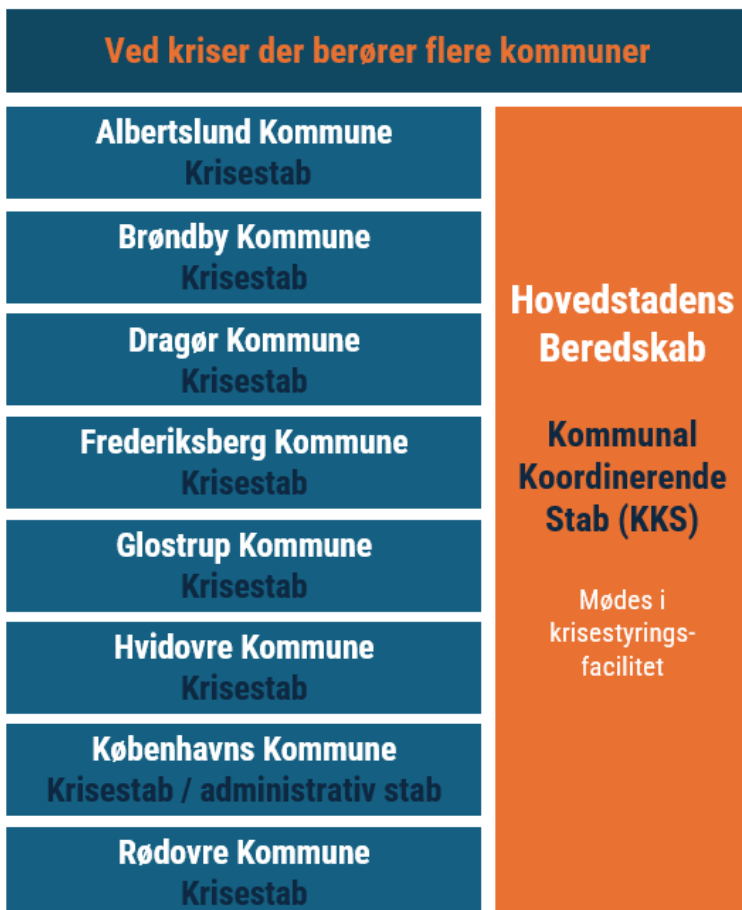 Ved kriser der berører flere kommuner
Albertslund Kommune
Krisestab
Brøndby Kommune
Krisestab
Dragør Kommune
Krisestab
Frederiksberg Kommune
Krisestab
Glostrup Kommune
Krisestab
Hvidovre Kommune
Krisestab
Københavns Kommune
Krisestab / administrativ stab
Rødovre Kommune
Krisestab
Hovedstadens
Beredskab
Kommunal
Koordinerende
Stab (KKS)
Mødes i
krisestyrings-
facilitet